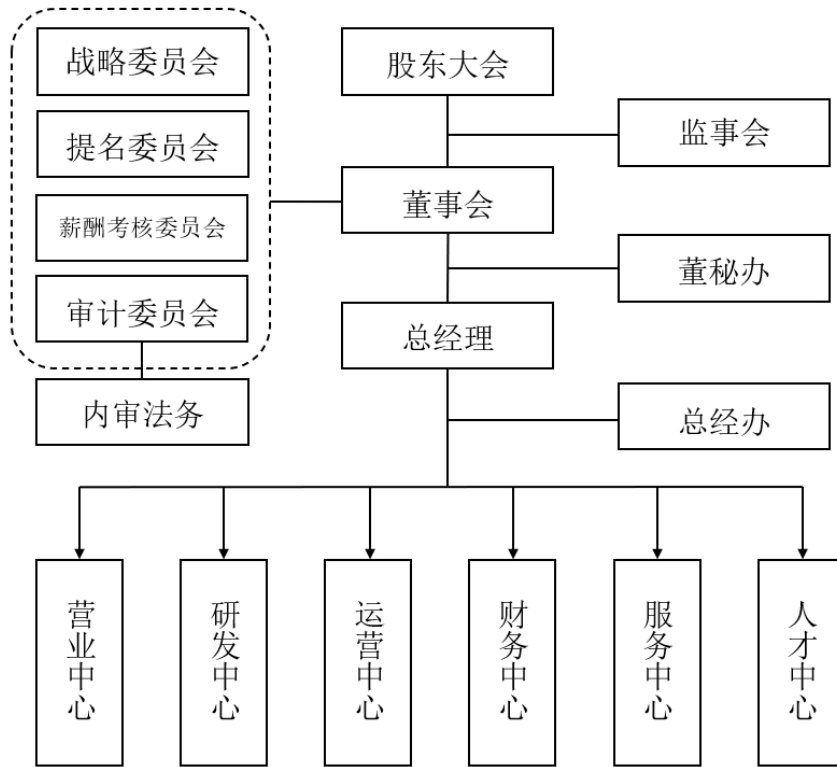 战略委员会
提名委员会
薪酬考核委员会
审计委员会
内审法务
股东大会
监事会
董事会
董秘办
总经理
总经办
营业中心
研发中心
运营中心
财务中心
服务中心
人才中心